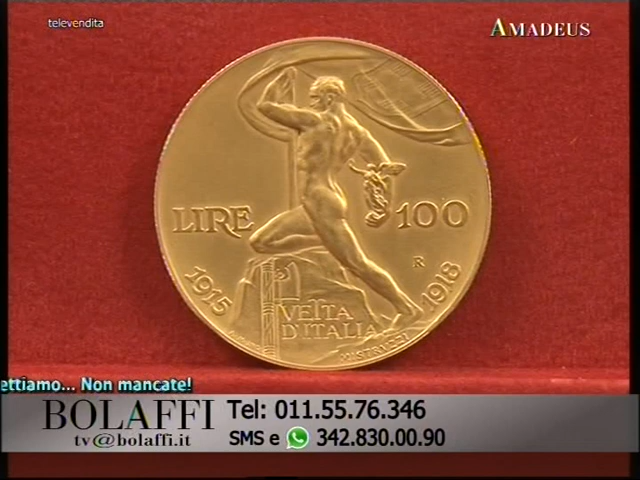 televendita
AMADEUS
LIRE 100
R
1915 1918
VETTA
D'ITALIA
ettiamo... Non mancate!
BOLAFFI
tv@bolaffi.it
Tel: 011.55.76.346
SMS e 342.830.00.90